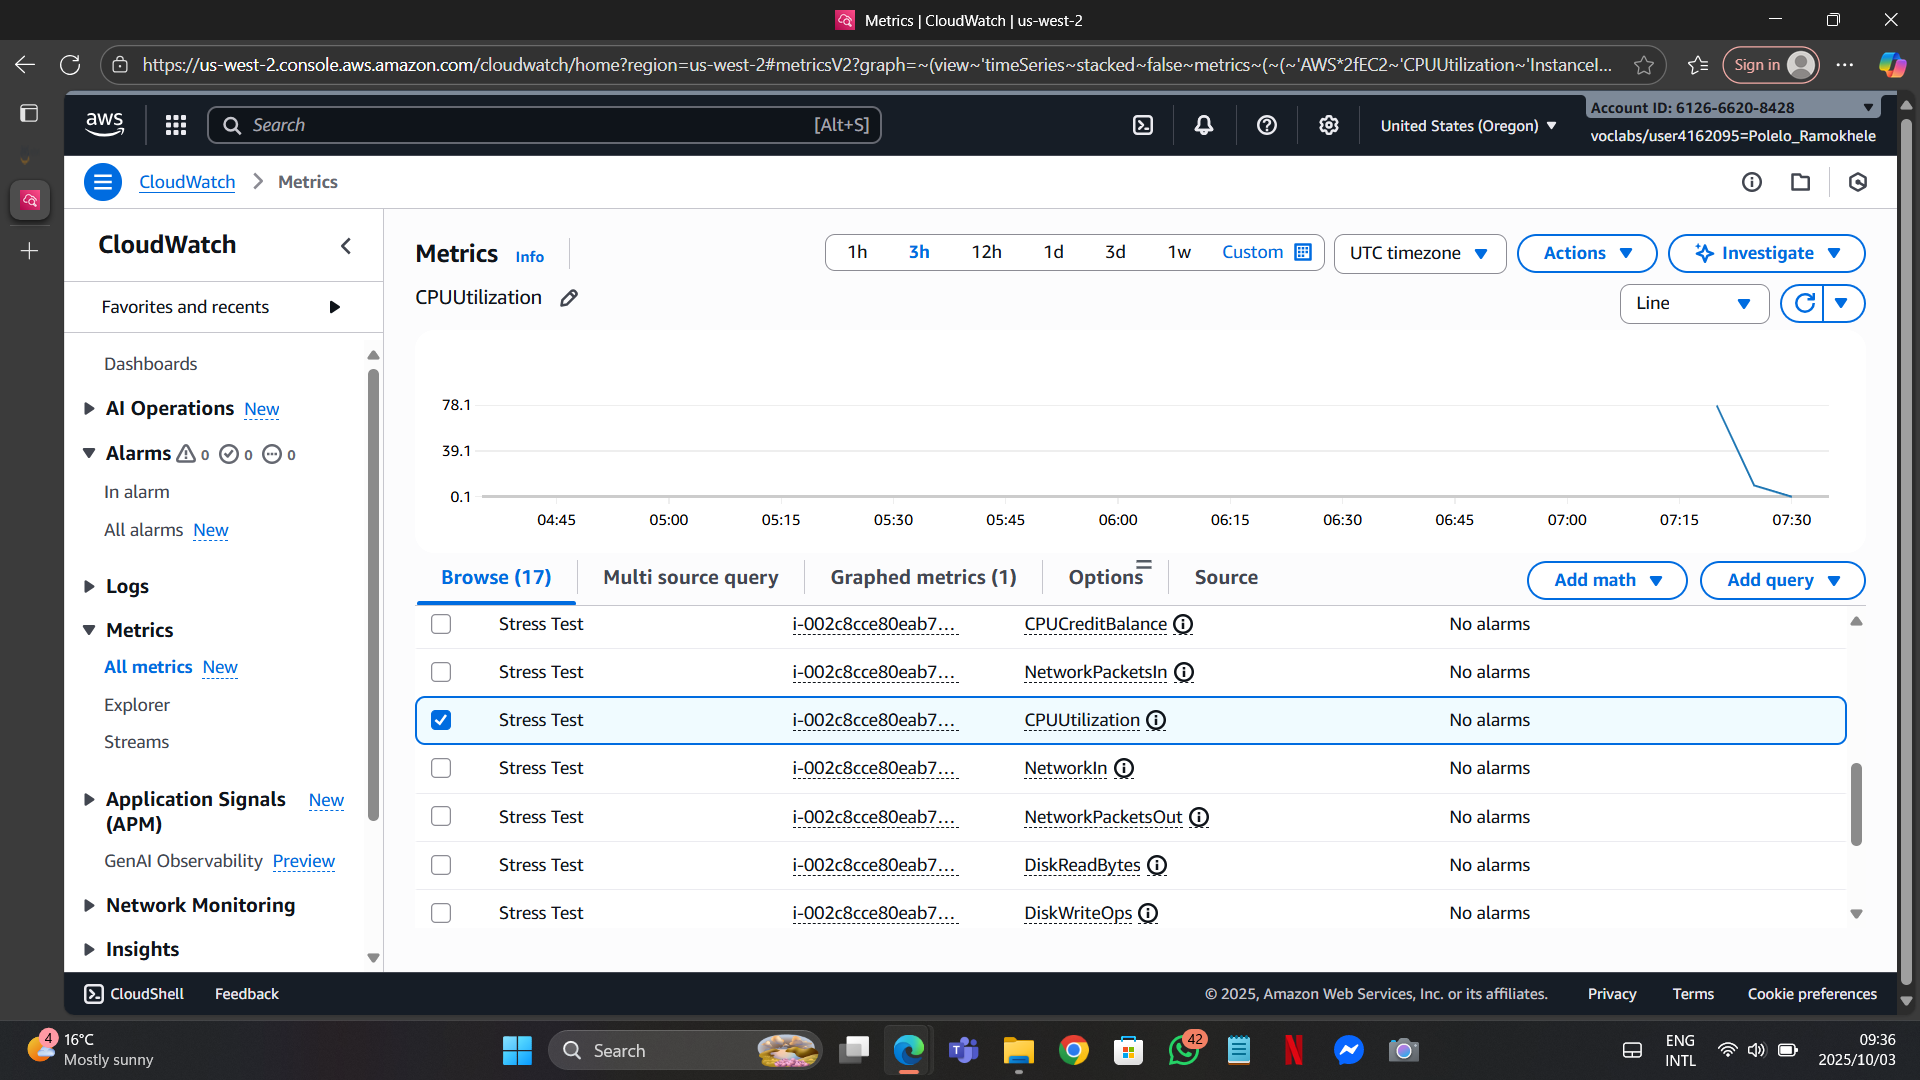 Metrics | CloudWatch | us-west-2
https://us-west-2.console.aws.amazon.com/cloudwatch/home?region=us-west-2#metricsV2?graph=~(view~'timeSeries~stacked~false~metrics~(~(~'AWS*2fEC2~'CPUUtilization~'InstanceI...
Sign in
aws
Search [Alt+S]
United States (Oregon)
Account ID: 6126-6620-8428
voclabs/user4162095=Polelo_Ramokhele
CloudWatch > Metrics
CloudWatch
Favorites and recents
Dashboards
AI Operations New
Alarms 0 0 0
In alarm
All alarms New
Logs
Metrics
All metrics New
Explorer
Streams
Application Signals (APM) New
GenAI Observability Preview
Network Monitoring
Insights
Metrics Info
1h 3h 12h 1d 3d 1w Custom
UTC timezone
Actions
Investigate
CPUUtilization
Line
78.1
39.1
0.1
04:45 05:00 05:15 05:30 05:45 06:00 06:15 06:30 06:45 07:00 07:15 07:30
Browse (17) Multi source query Graphed metrics (1) Options Source
Add math
Add query
Stress Test i-002c8cce80eab7... CPUCreditBalance No alarms
Stress Test i-002c8cce80eab7... NetworkPacketsIn No alarms
Stress Test i-002c8cce80eab7... CPUUtilization No alarms
Stress Test i-002c8cce80eab7... NetworkIn No alarms
Stress Test i-002c8cce80eab7... NetworkPacketsOut No alarms
Stress Test i-002c8cce80eab7... DiskReadBytes No alarms
Stress Test i-002c8cce80eab7... DiskWriteOps No alarms
CloudShell Feedback
© 2025, Amazon Web Services, Inc. or its affiliates. Privacy Terms Cookie preferences
4
16°C
Mostly sunny
Search
42
ENG
INTL
09:36
2025/10/03